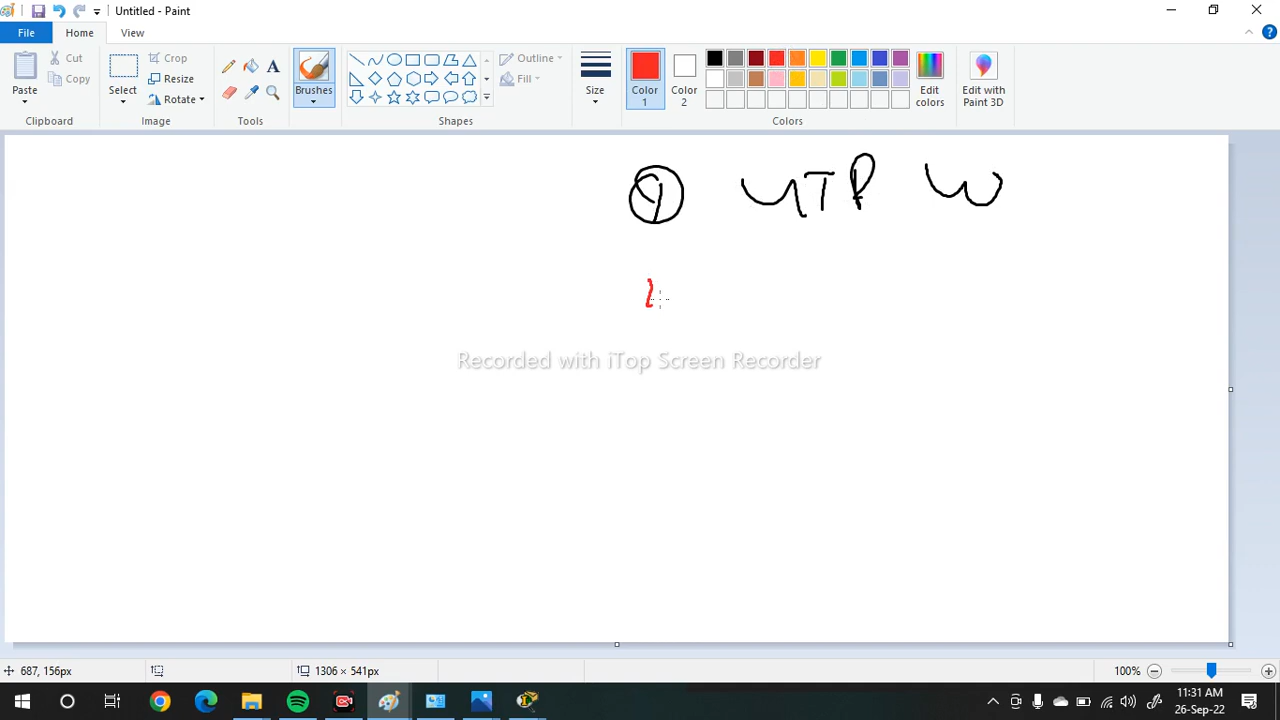 Untitled - Paint
File Home View
Paste Cut Copy Select Crop Resize Rotate Brushes Outline Fill Size Color 1 Color 2 Edit colors Edit with Paint 3D
Clipboard Image Tools Shapes Colors
9 UTP W
Recorded with iTop Screen Recorder
687, 156px 1306 × 541px 100%
11:31 AM
26-Sep-22